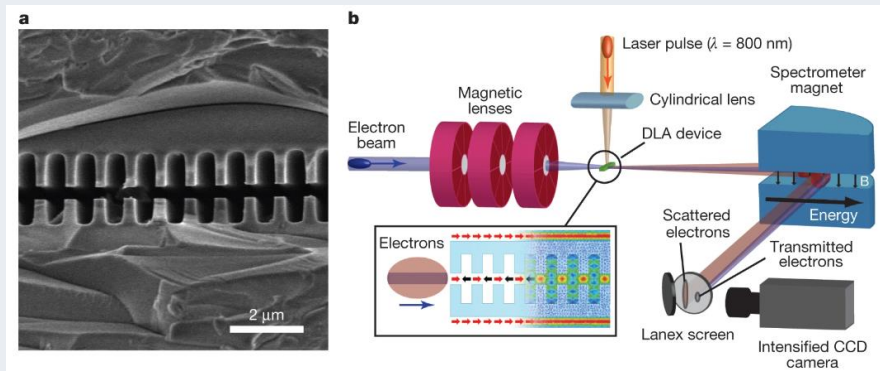 a
2 μm
b
Laser pulse (λ = 800 nm)
Magnetic
lenses
Cylindrical lens
Spectrometer
magnet
Electron
beam
DLA device
B
Energy
Electrons
Scattered
electrons
Transmitted
electrons
Lanex screen
Intensified CCD
camera